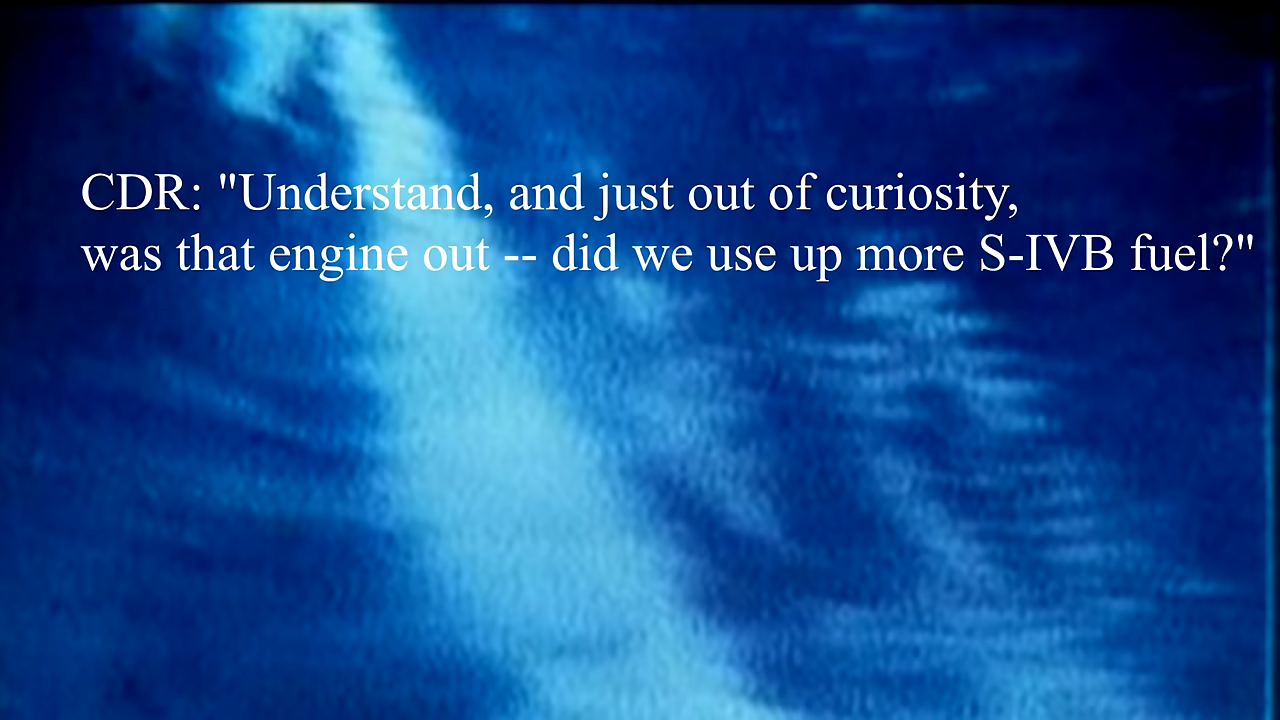 CDR: "Understand, and just out of curiosity,
was that engine out -- did we use up more S-IVB fuel?"